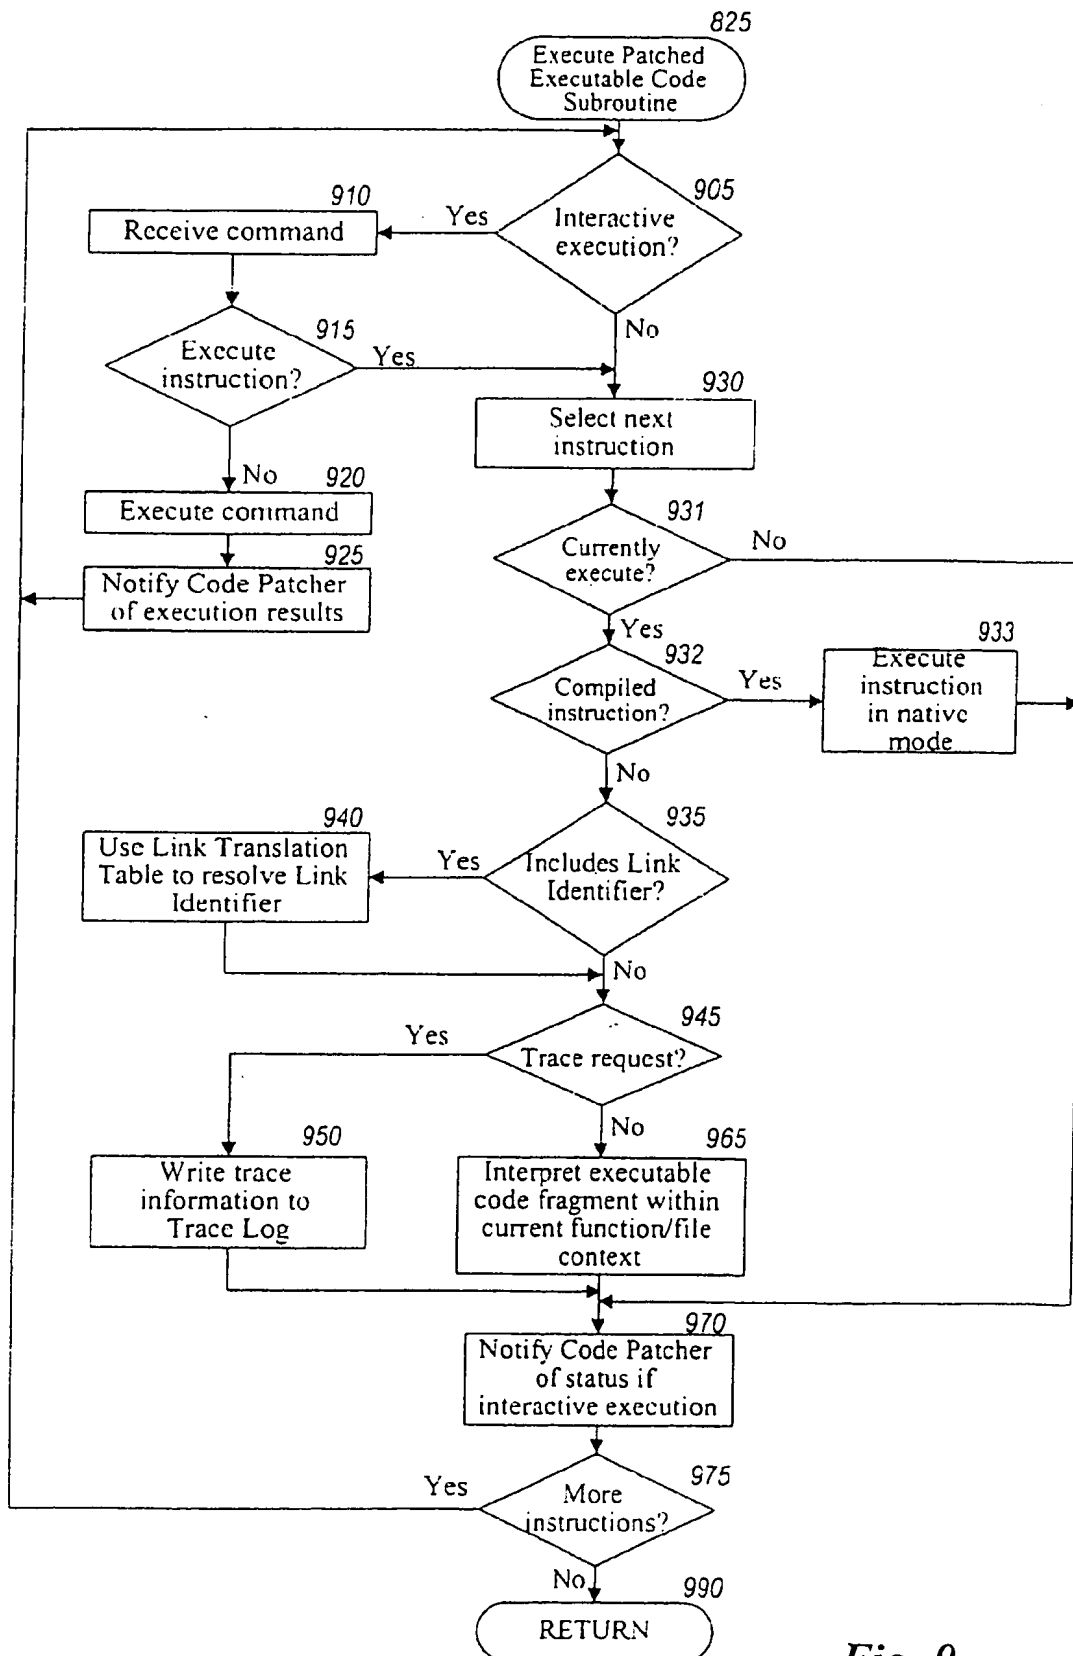 825
Execute Patched
Executable Code
Subroutine
905
Interactive
execution?
Yes
No
910
Receive command
915
Execute
instruction?
Yes
No
920
Execute command
925
Notify Code Patcher
of execution results
930
Select next
instruction
931
Currently
execute?
No
Yes
932
Compiled
instruction?
Yes
No
933
Execute
instruction
in native
mode
935
Includes Link
Identifier?
Yes
No
940
Use Link Translation
Table to resolve Link
Identifier
945
Trace request?
Yes
No
950
Write trace
information to
Trace Log
965
Interpret executable
code fragment within
current function/file
context
970
Notify Code Patcher
of status if
interactive execution
975
More
instructions?
Yes
No
990
RETURN
Fig. 9